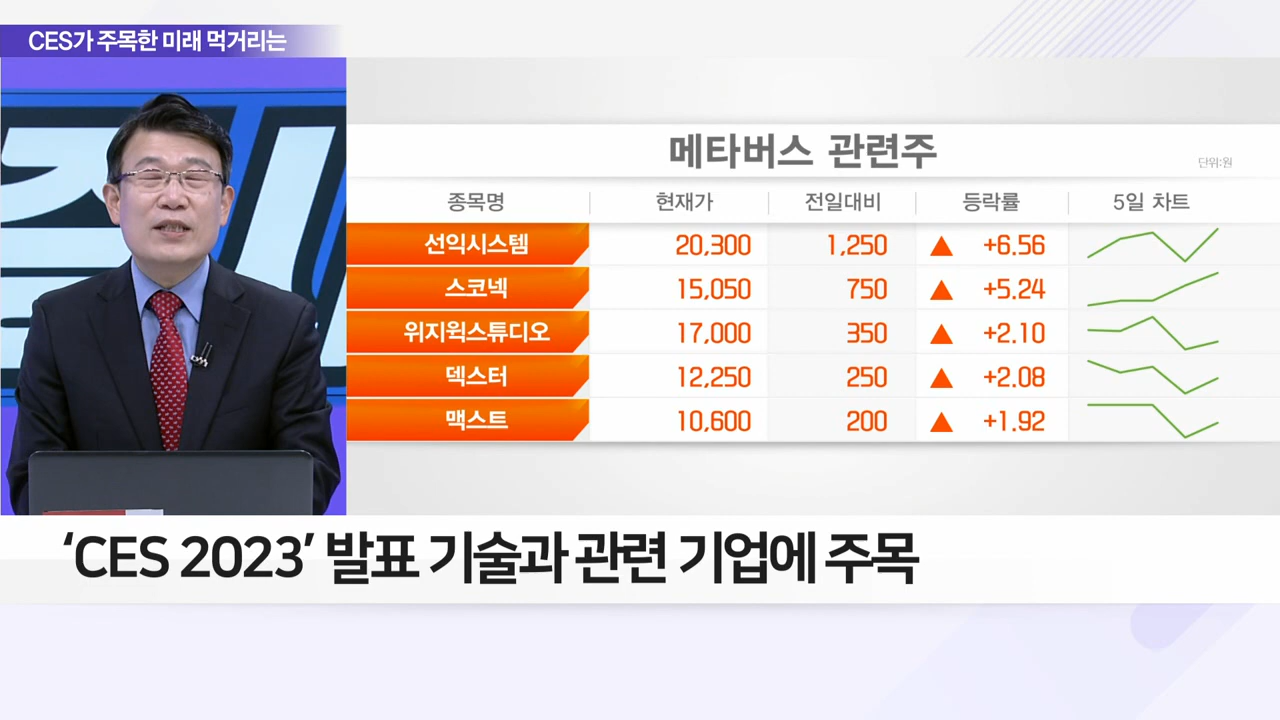 CES가 주목한 미래 먹거리는
메타버스 관련주
단위:원
종목명 현재가 전일대비 등락률 5일 차트
선익시스템 20,300 1,250 ▲ +6.56
스코넥 15,050 750 ▲ +5.24
위지윅스튜디오 17,000 350 ▲ +2.10
덱스터 12,250 250 ▲ +2.08
맥스트 10,600 200 ▲ +1.92
‘CES 2023’ 발표 기술과 관련 기업에 주목